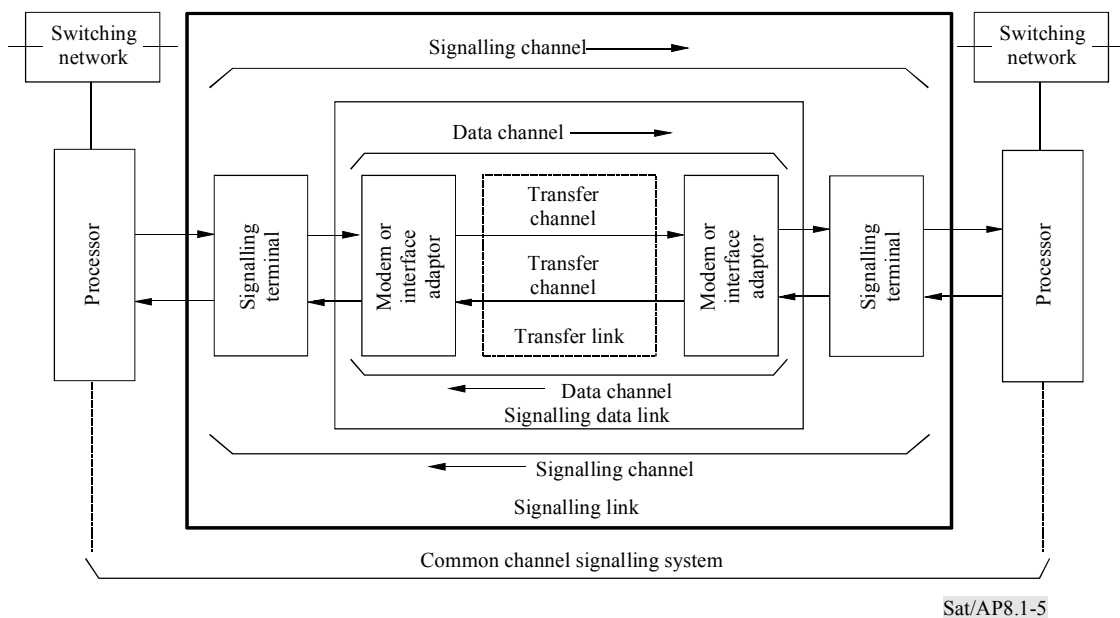 Switching
network
Signalling channel
Switching
network
Data channel
Processor
Signalling
terminal
Modem or
interface
adaptor
Transfer
channel
Transfer
channel
Transfer link
Modem or
interface
adaptor
Signalling
terminal
Processor
Data channel
Signalling data link
Signalling channel
Signalling link
Common channel signalling system
Sat/AP8.1-5